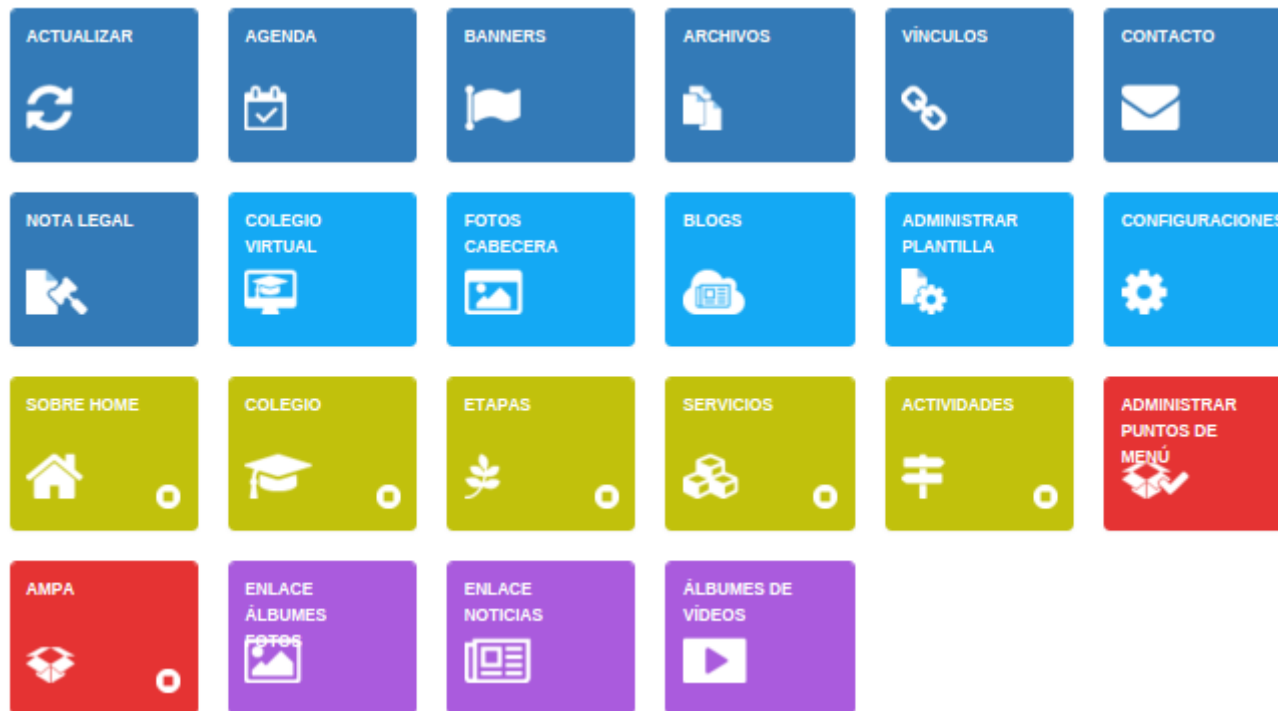 ACTUALIZAR
AGENDA
BANNERS
ARCHIVOS
VÍNCULOS
CONTACTO
NOTA LEGAL
COLEGIO
VIRTUAL
FOTOS
CABECERA
BLOGS
ADMINISTRAR
PLANTILLA
CONFIGURACIONES
SOBRE HOME
COLEGIO
ETAPAS
SERVICIOS
ACTIVIDADES
ADMINISTRAR
PUNTOS DE
MENÚ
AMPA
ENLACE
ÁLBUMES
FOTOS
ENLACE
NOTICIAS
ÁLBUMES DE
VÍDEOS